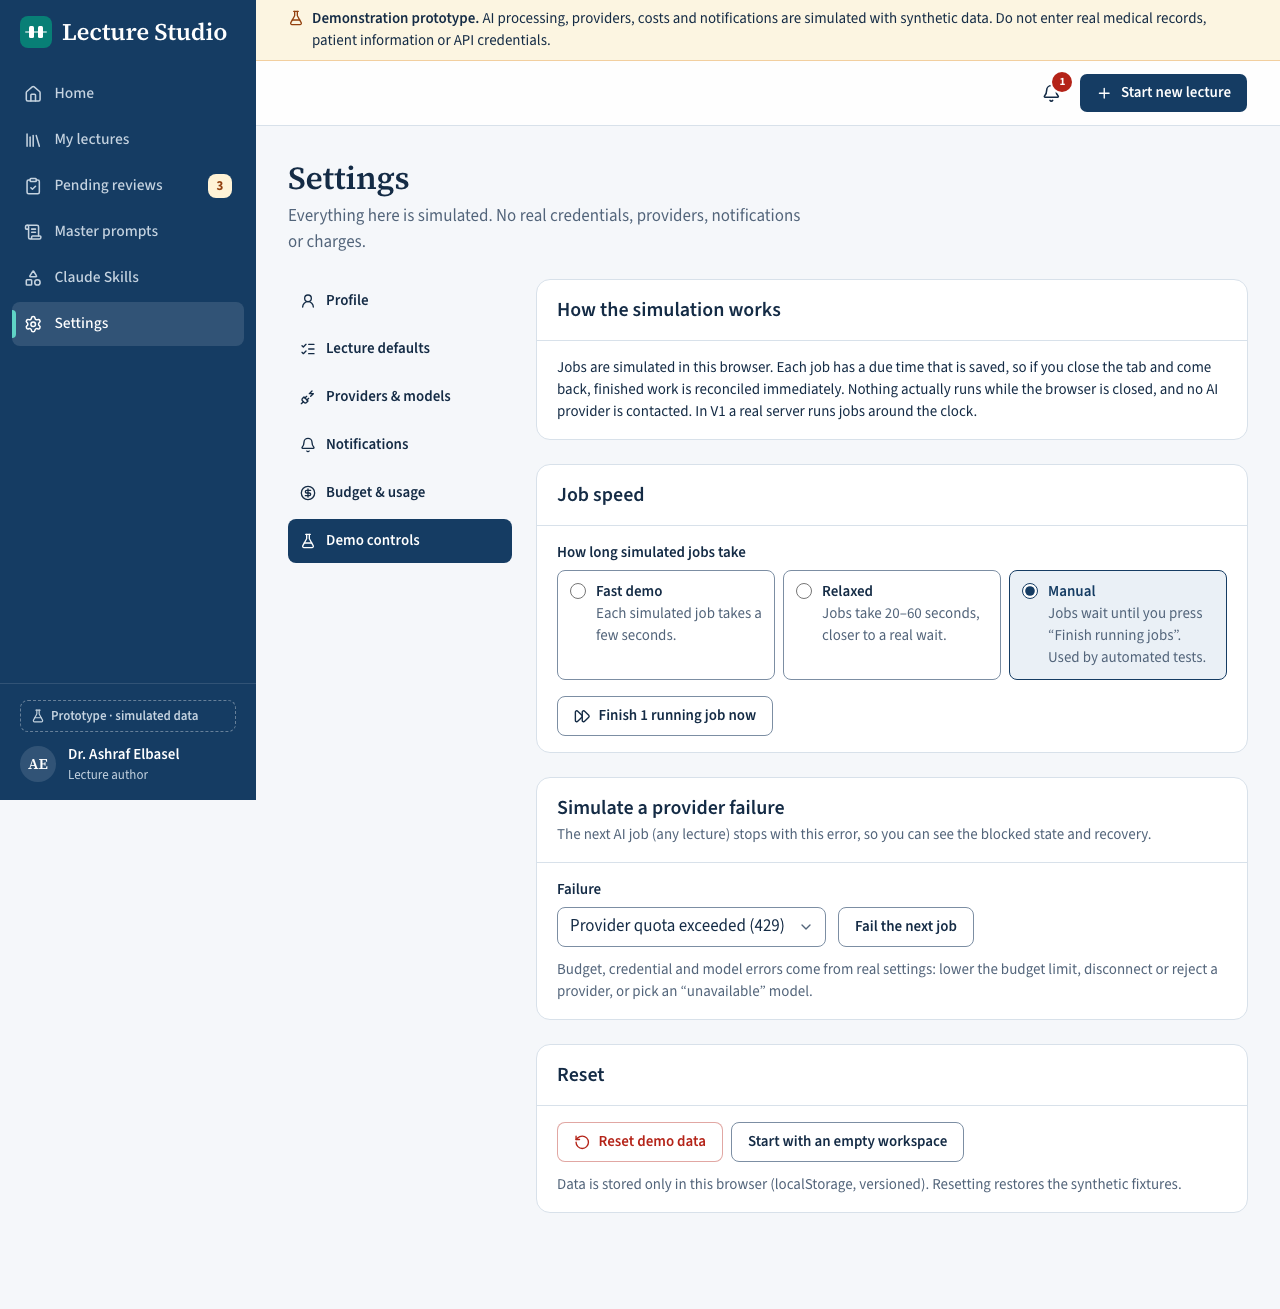 Lecture Studio
Home
My lectures
Pending reviews 3
Master prompts
Claude Skills
Settings
Prototype · simulated data
AE
Dr. Ashraf Elbasel
Lecture author
Demonstration prototype. AI processing, providers, costs and notifications are simulated with synthetic data. Do not enter real medical records,
patient information or API credentials.
1
Start new lecture
Settings
Everything here is simulated. No real credentials, providers, notifications
or charges.
Profile
Lecture defaults
Providers & models
Notifications
Budget & usage
Demo controls
How the simulation works
Jobs are simulated in this browser. Each job has a due time that is saved, so if you close the tab and come
back, finished work is reconciled immediately. Nothing actually runs while the browser is closed, and no AI
provider is contacted. In V1 a real server runs jobs around the clock.
Job speed
How long simulated jobs take
Fast demo
Each simulated job takes a
few seconds.
Relaxed
Jobs take 20–60 seconds,
closer to a real wait.
Manual
Jobs wait until you press
“Finish running jobs”.
Used by automated tests.
Finish 1 running job now
Simulate a provider failure
The next AI job (any lecture) stops with this error, so you can see the blocked state and recovery.
Failure
Provider quota exceeded (429)
Fail the next job
Budget, credential and model errors come from real settings: lower the budget limit, disconnect or reject a
provider, or pick an “unavailable” model.
Reset
Reset demo data
Start with an empty workspace
Data is stored only in this browser (localStorage, versioned). Resetting restores the synthetic fixtures.